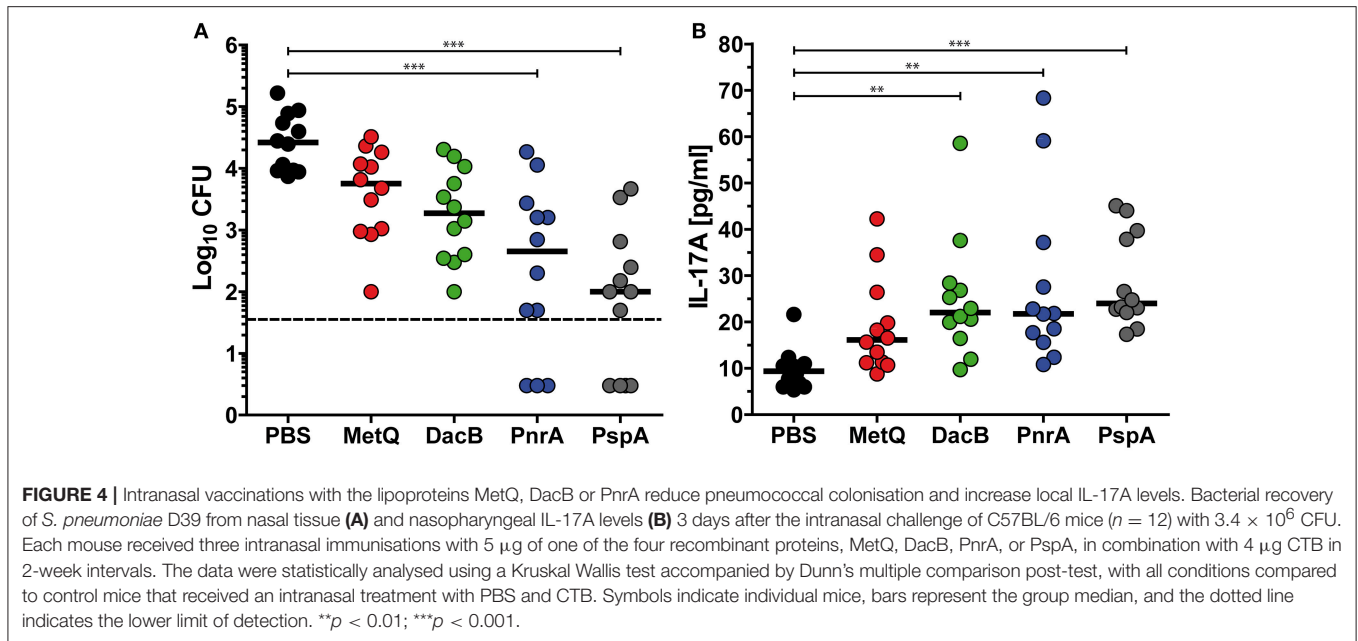 A
B
6
5
4
3
2
1
0
Log₁₀ CFU
***
***
PBS MetQ DacB PnrA PspA
80
70
60
50
40
30
20
10
0
IL-17A [pg/ml]
***
**
**
PBS MetQ DacB PnrA PspA
FIGURE 4 | Intranasal vaccinations with the lipoproteins MetQ, DacB or PnrA reduce pneumococcal colonisation and increase local IL-17A levels. Bacterial recovery
of S. pneumoniae D39 from nasal tissue (A) and nasopharyngeal IL-17A levels (B) 3 days after the intranasal challenge of C57BL/6 mice (n = 12) with 3.4 × 10⁶ CFU.
Each mouse received three intranasal immunisations with 5 μg of one of the four recombinant proteins, MetQ, DacB, PnrA, or PspA, in combination with 4 μg CTB in
2-week intervals. The data were statistically analysed using a Kruskal Wallis test accompanied by Dunn's multiple comparison post-test, with all conditions compared
to control mice that received an intranasal treatment with PBS and CTB. Symbols indicate individual mice, bars represent the group median, and the dotted line
indicates the lower limit of detection. **p < 0.01; ***p < 0.001.